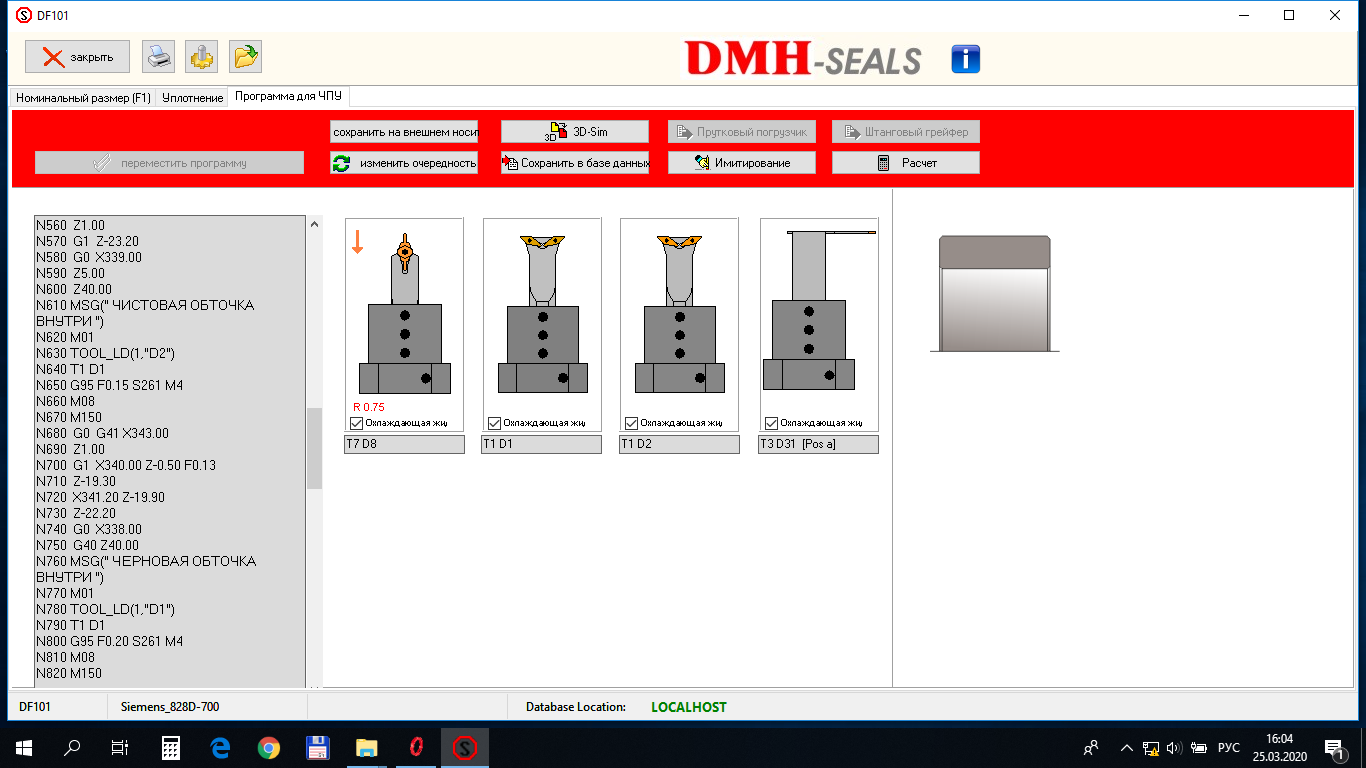 DF101
закрыть
DMH-SEALS
i
Номинальный размер (F1)
Уплотнение
Программа для ЧПУ
сохранить на внешнем носит
3D
3D-Sim
Прутковый погрузчик
Штанговый грейфер
переместить программу
изменить очередность
Сохранить в базе данных
Имитирование
Расчет
N560 Z1.00
N570 G1 Z-23.20
N580 G0 X339.00
N590 Z5.00
N600 Z40.00
N610 MSG(" ЧИСТОВАЯ ОБТОЧКА
ВНУТРИ ")
N620 M01
N630 TOOL_LD(1,"D2")
N640 T1 D1
N650 G95 F0.15 S261 M4
N660 M08
N670 M150
N680 G0 G41 X343.00
N690 Z1.00
N700 G1 X340.00 Z-0.50 F0.13
N710 Z-19.30
N720 X341.20 Z-19.90
N730 Z-22.20
N740 G0 X338.00
N750 G40 Z40.00
N760 MSG(" ЧЕРНОВАЯ ОБТОЧКА
ВНУТРИ ")
N770 M01
N780 TOOL_LD(1,"D1")
N790 T1 D1
N800 G95 F0.20 S261 M4
N810 M08
N820 M150
R 0.75
Охлаждающая жи
Охлаждающая жи
Охлаждающая жи
Охлаждающая жи
T7 D8
T1 D1
T1 D2
T3 D31 [Pos a]
DF101
Siemens_828D-700
Database Location:
LOCALHOST
РУС
16:04
25.03.2020
1